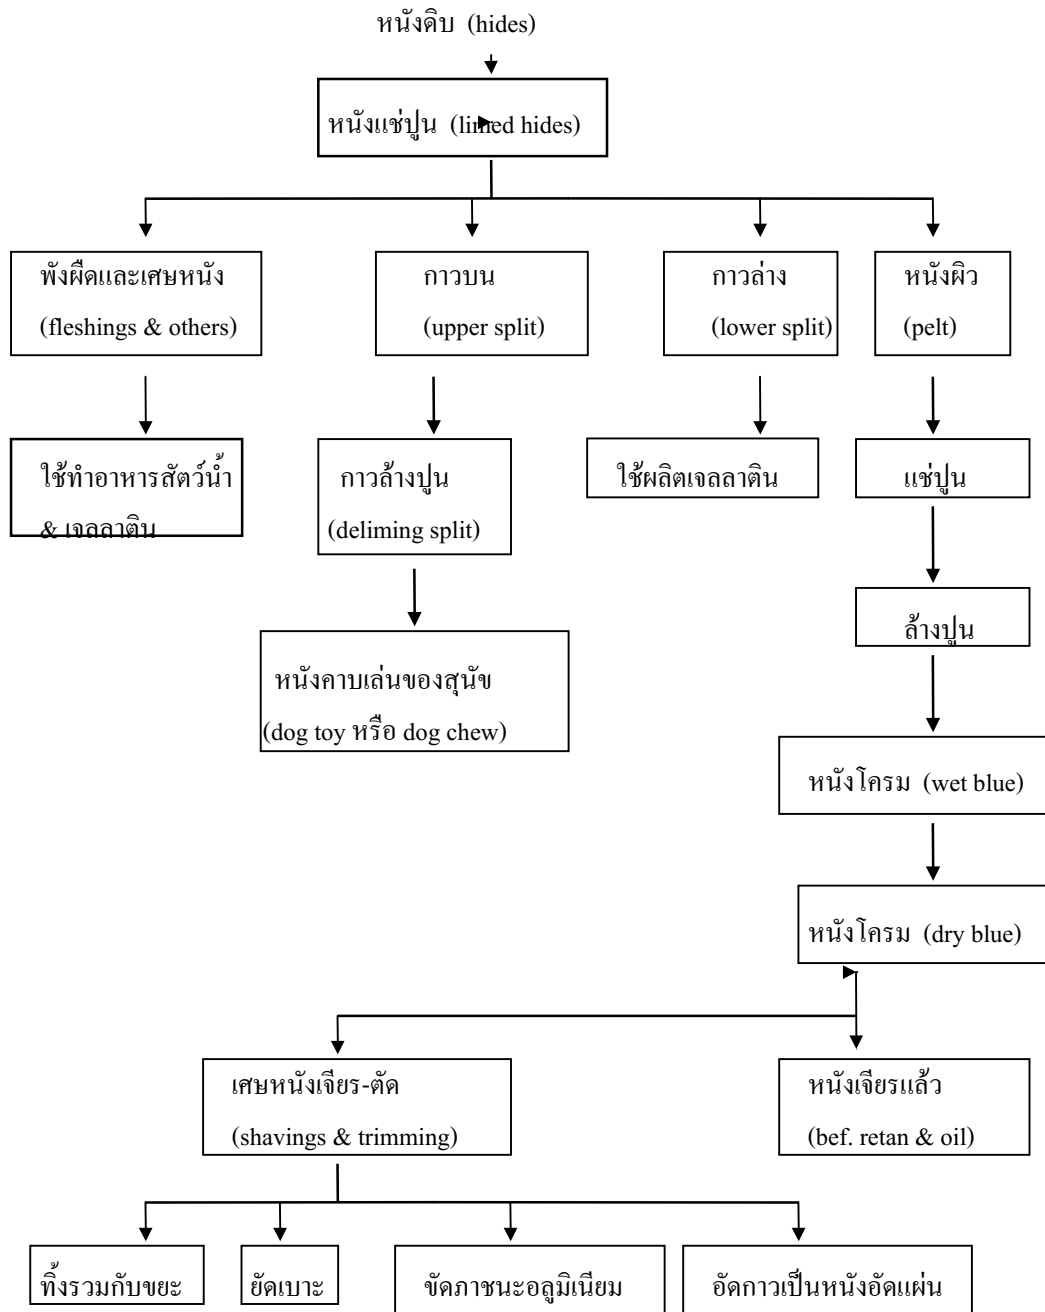 หนังดิบ (hides)
หนังแช่ปูน (limed hides)
พังผืดและเศษหนัง
(fleshings & others)
กาวบน
(upper split)
กาวล่าง
(lower split)
หนังผิว
(pelt)
ใช้ทำอาหารสัตว์น้ำ
& เจลลาติน
กาวล้างปูน
(deliming split)
ใช้ผลิตเจลลาติน
แช่ปูน
ล้างปูน
หนังคาบเล่นของสุนัข
(dog toy หรือ dog chew)
หนังโครม (wet blue)
หนังโครม (dry blue)
เศษหนังเจียร-ตัด
(shavings & trimming)
หนังเจียรแล้ว
(bef. retan & oil)
ทิ้งรวมกับขยะ
ยัดเบาะ
ขัดภาชนะอลูมิเนียม
อัดกาวเป็นหนังอัดแผ่น